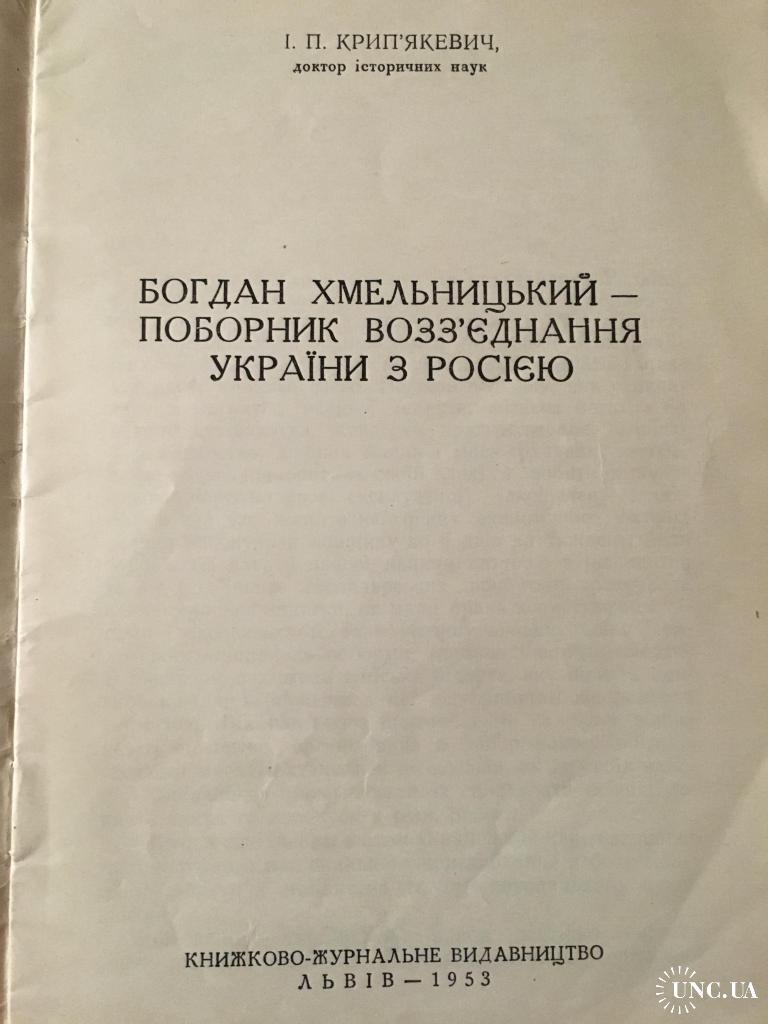 І. П. КРИП'ЯКЕВИЧ,
доктор історичних наук
БОГДАН ХМЕЛЬНИЦЬКИЙ —
ПОБОРНИК ВОЗЗ'ЄДНАННЯ
УКРАЇНИ З РОСІЄЮ
КНИЖКОВО-ЖУРНАЛЬНЕ ВИДАВНИЦТВО
ЛЬВІВ — 1953
UNC.UA